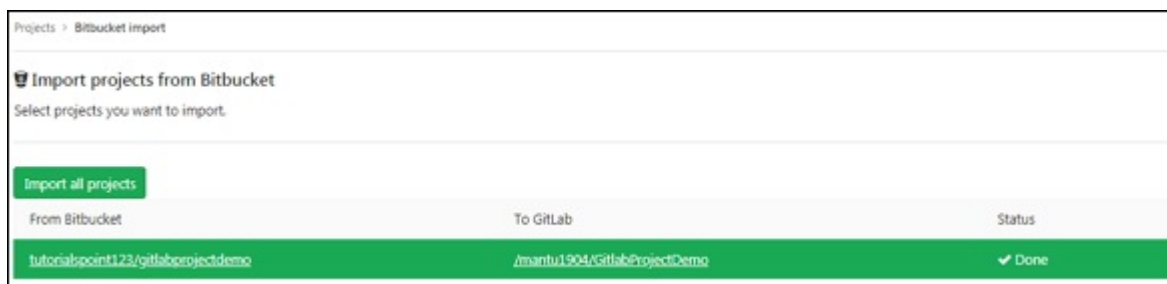 Projects > Bitbucket import
Import projects from Bitbucket
Select projects you want to import.
Import all projects
From Bitbucket To GitLab Status
tutorialspoint123/gitlabprojectdemo /mantu1904/GitlabProjectDemo ✔ Done